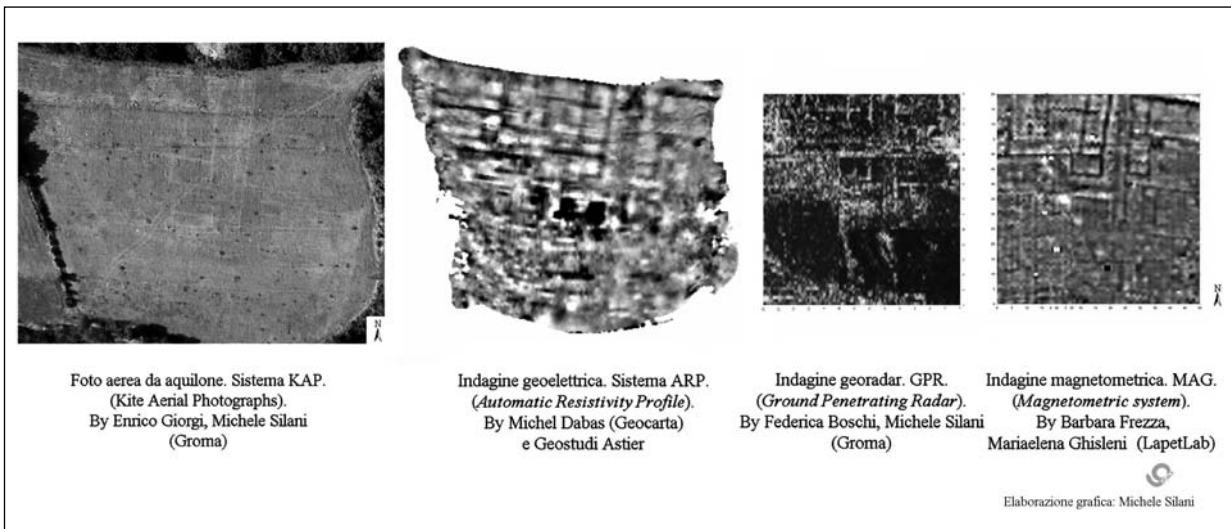 N
N
Foto aerea da aquilone. Sistema KAP.
(Kite Aerial Photographs).
By Enrico Giorgi, Michele Silani
(Groma)
Indagine geoelettrica. Sistema ARP.
(Automatic Resistivity Profile).
By Michel Dabas (Geocarta)
e Geostudi Astier
Indagine georadar. GPR.
(Ground Penetrating Radar).
By Federica Boschi, Michele Silani
(Groma)
Indagine magnetometrica. MAG.
(Magnetometric system).
By Barbara Frezza,
Mariaelena Ghisleni (LapetLab)
Elaborazione grafica: Michele Silani